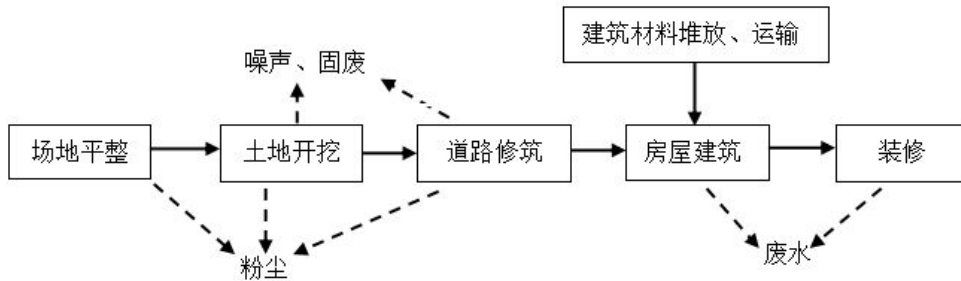 建筑材料堆放、运输
噪声、固废
场地平整
土地开挖
道路修筑
房屋建筑
装修
粉尘
废水